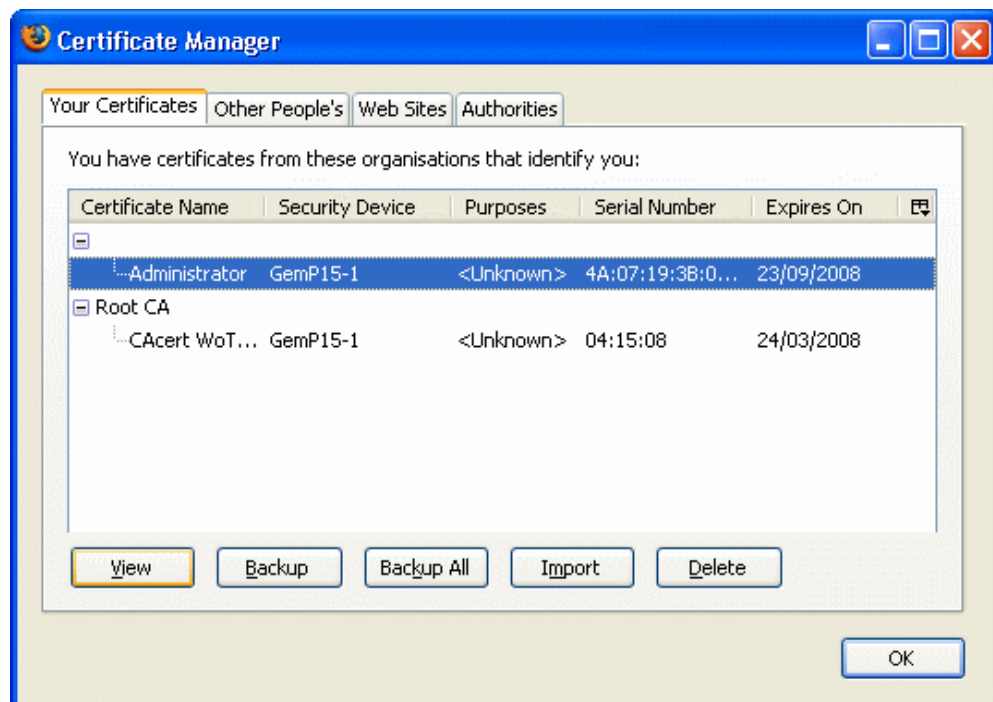 Certificate Manager
Your Certificates Other People's Web Sites Authorities
You have certificates from these organisations that identify you:
Certificate Name Security Device Purposes Serial Number Expires On
Administrator GemP15-1 <Unknown> 4A:07:19:3B:0... 23/09/2008
Root CA
CAcert WoT... GemP15-1 <Unknown> 04:15:08 24/03/2008
View Backup Backup All Import Delete
OK